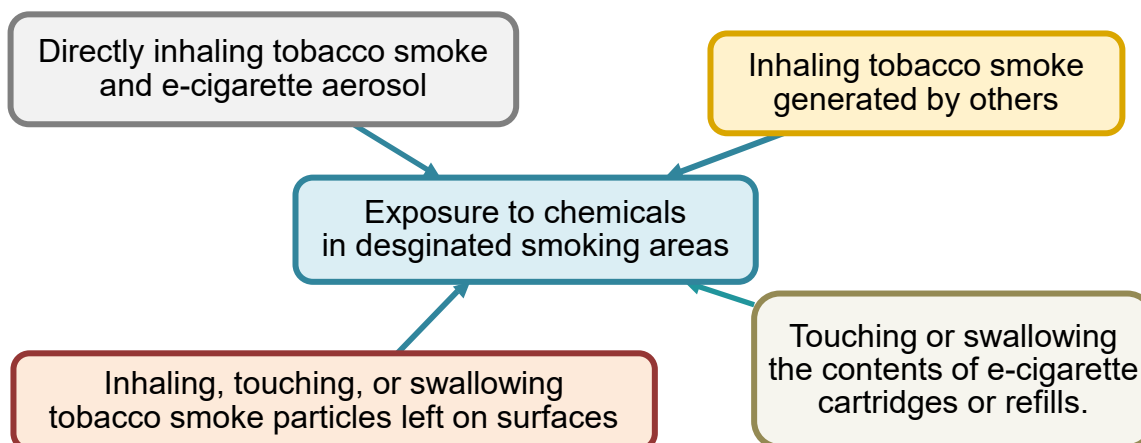 Directly inhaling tobacco smoke
and e-cigarette aerosol
Inhaling tobacco smoke
generated by others
Exposure to chemicals
in desginated smoking areas
Inhaling, touching, or swallowing
tobacco smoke particles left on surfaces
Touching or swallowing
the contents of e-cigarette
cartridges or refills.